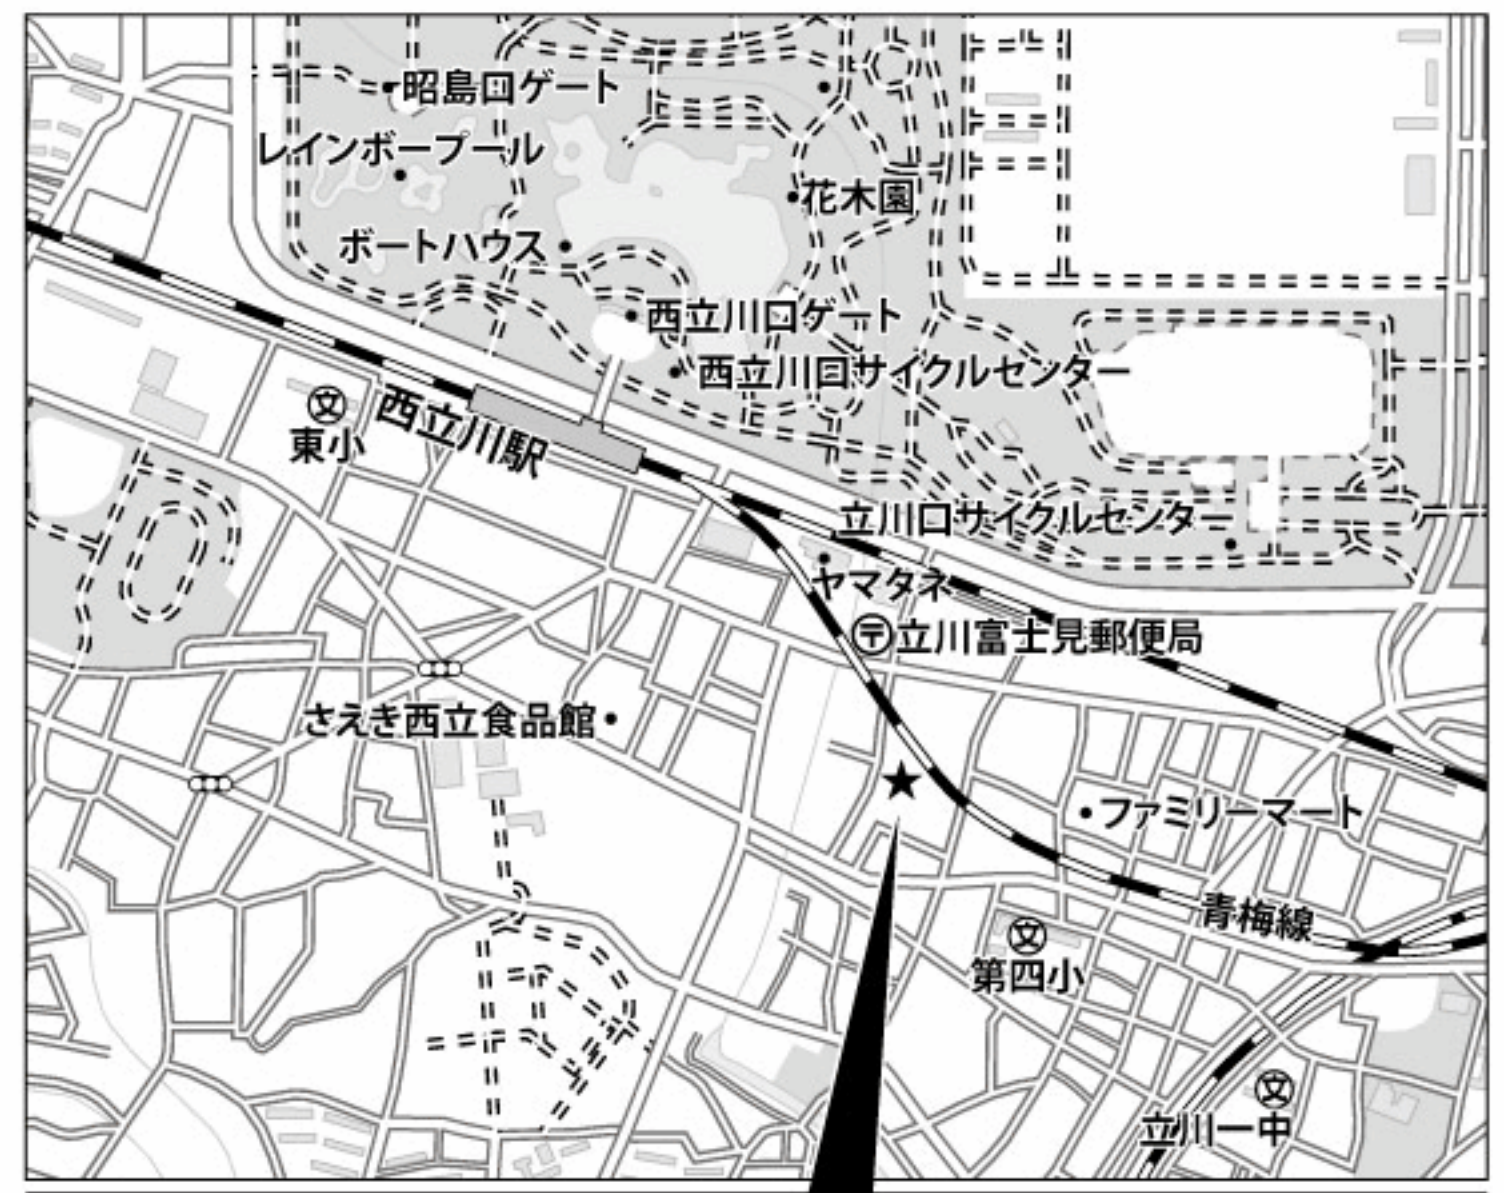 昭島口ゲート
レインボープール
花木園
ボートハウス
西立川口ゲート
西立川口サイクルセンター
文
東小
西立川駅
立川口サイクルセンター
ヤマタネ
〒立川富士見郵便局
さえき西立食品館
★
ファミリーマート
青梅線
文
第四小
文
立川一中